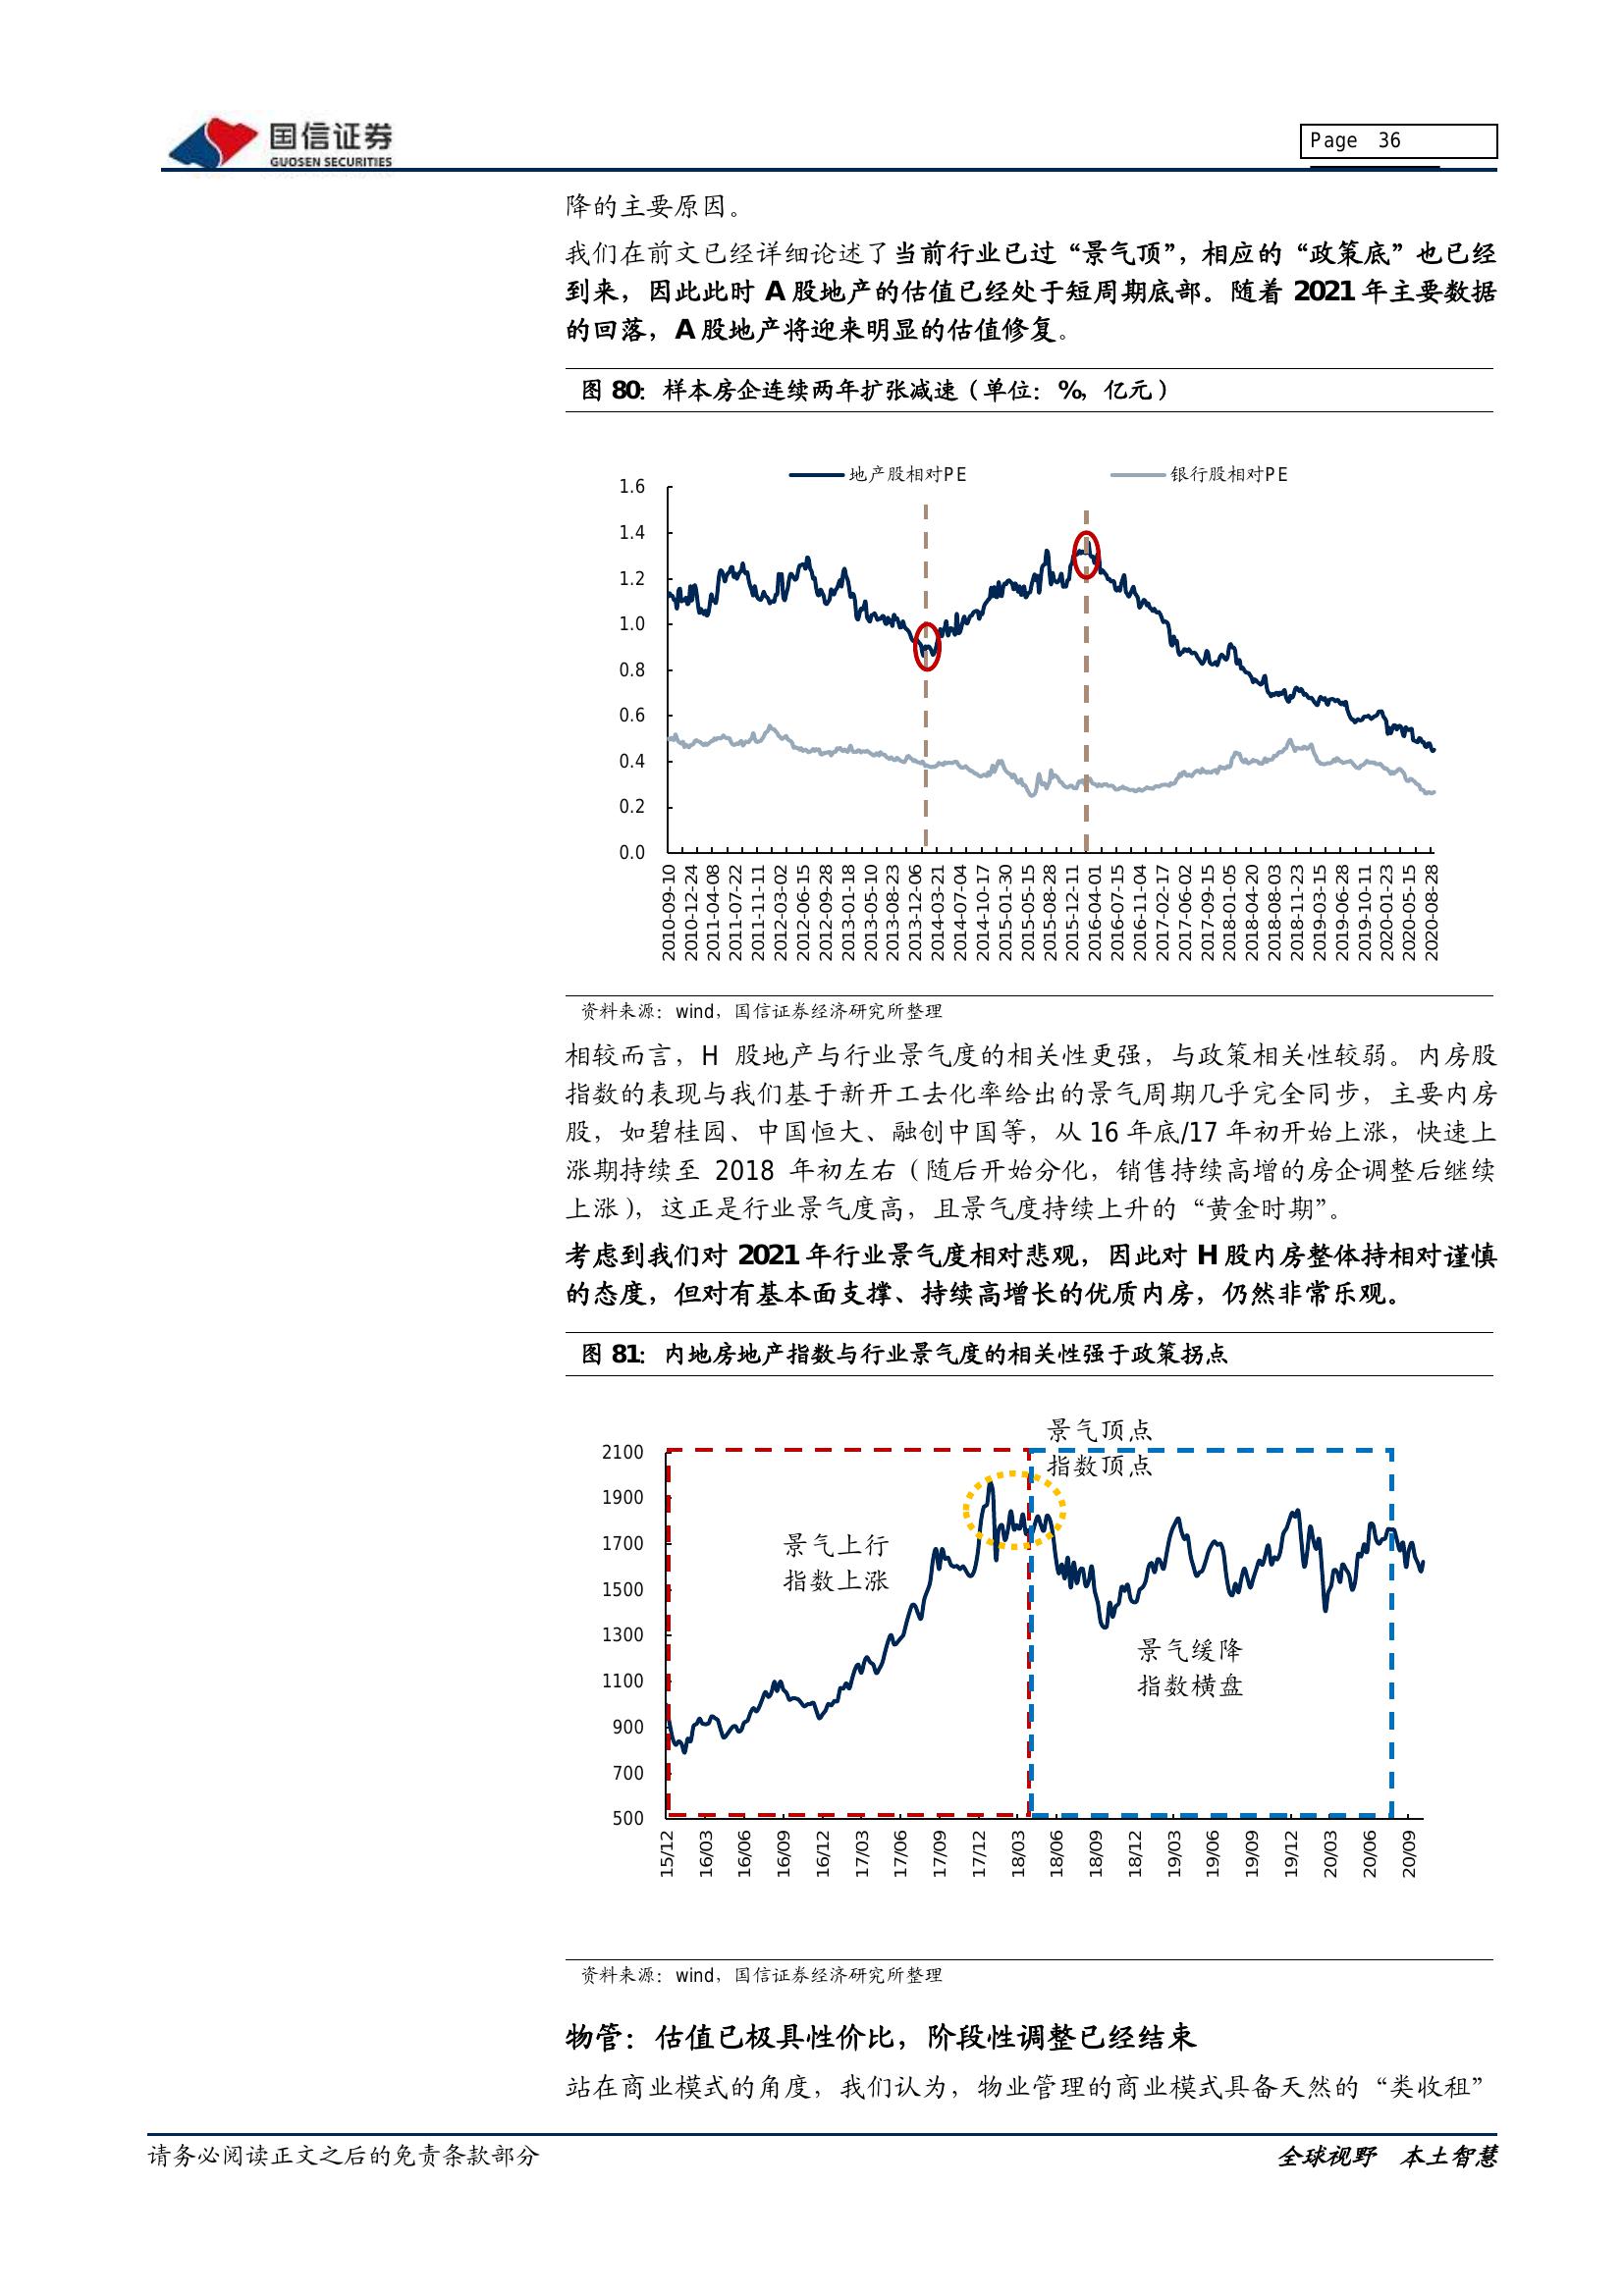 国信证券
GUOSEN SECURITIES
Page 36
降的主要原因。
我们在前文已经详细论述了当前行业已过“景气顶”，相应的“政策底”也已经
到来，因此此时 A 股地产的估值已经处于短周期底部。随着 2021 年主要数据
的回落，A 股地产将迎来明显的估值修复。
图 80：样本房企连续两年扩张减速（单位：%，亿元）
地产股相对PE 银行股相对PE
1.6
1.4
1.2
1.0
0.8
0.6
0.4
0.2
0.0
2010-09-10
2010-12-24
2011-04-08
2011-07-22
2011-11-11
2012-03-02
2012-06-15
2012-09-28
2013-01-18
2013-05-10
2013-08-23
2013-12-06
2014-03-21
2014-07-04
2014-10-17
2015-01-30
2015-05-15
2015-08-28
2015-12-11
2016-04-01
2016-07-15
2016-11-04
2017-02-17
2017-06-02
2017-09-15
2018-01-05
2018-04-20
2018-08-03
2018-11-23
2019-03-15
2019-06-28
2019-10-11
2020-01-23
2020-05-15
2020-08-28
资料来源：wind，国信证券经济研究所整理
相较而言，H 股地产与行业景气度的相关性更强，与政策相关性较弱。内房股
指数的表现与我们基于新开工去化率给出的景气周期几乎完全同步，主要内房
股，如碧桂园、中国恒大、融创中国等，从 16 年底/17 年初开始上涨，快速上
涨期持续至 2018 年初左右（随后开始分化，销售持续高增的房企调整后继续
上涨），这正是行业景气度高，且景气度持续上升的“黄金时期”。
考虑到我们对 2021 年行业景气度相对悲观，因此对 H 股内房整体持相对谨慎
的态度，但对有基本面支撑、持续高增长的优质内房，仍然非常乐观。
图 81：内地房地产指数与行业景气度的相关性强于政策拐点
景气顶点
指数顶点
景气上行
指数上涨
景气缓降
指数横盘
2100
1900
1700
1500
1300
1100
900
700
500
15/12
16/03
16/06
16/09
16/12
17/03
17/06
17/09
17/12
18/03
18/06
18/09
18/12
19/03
19/06
19/09
19/12
20/03
20/06
20/09
资料来源：wind，国信证券经济研究所整理
物管：估值已极具性价比，阶段性调整已经结束
站在商业模式的角度，我们认为，物业管理的商业模式具备天然的“类收租”
请务必阅读正文之后的免责条款部分
全球视野 本土智慧